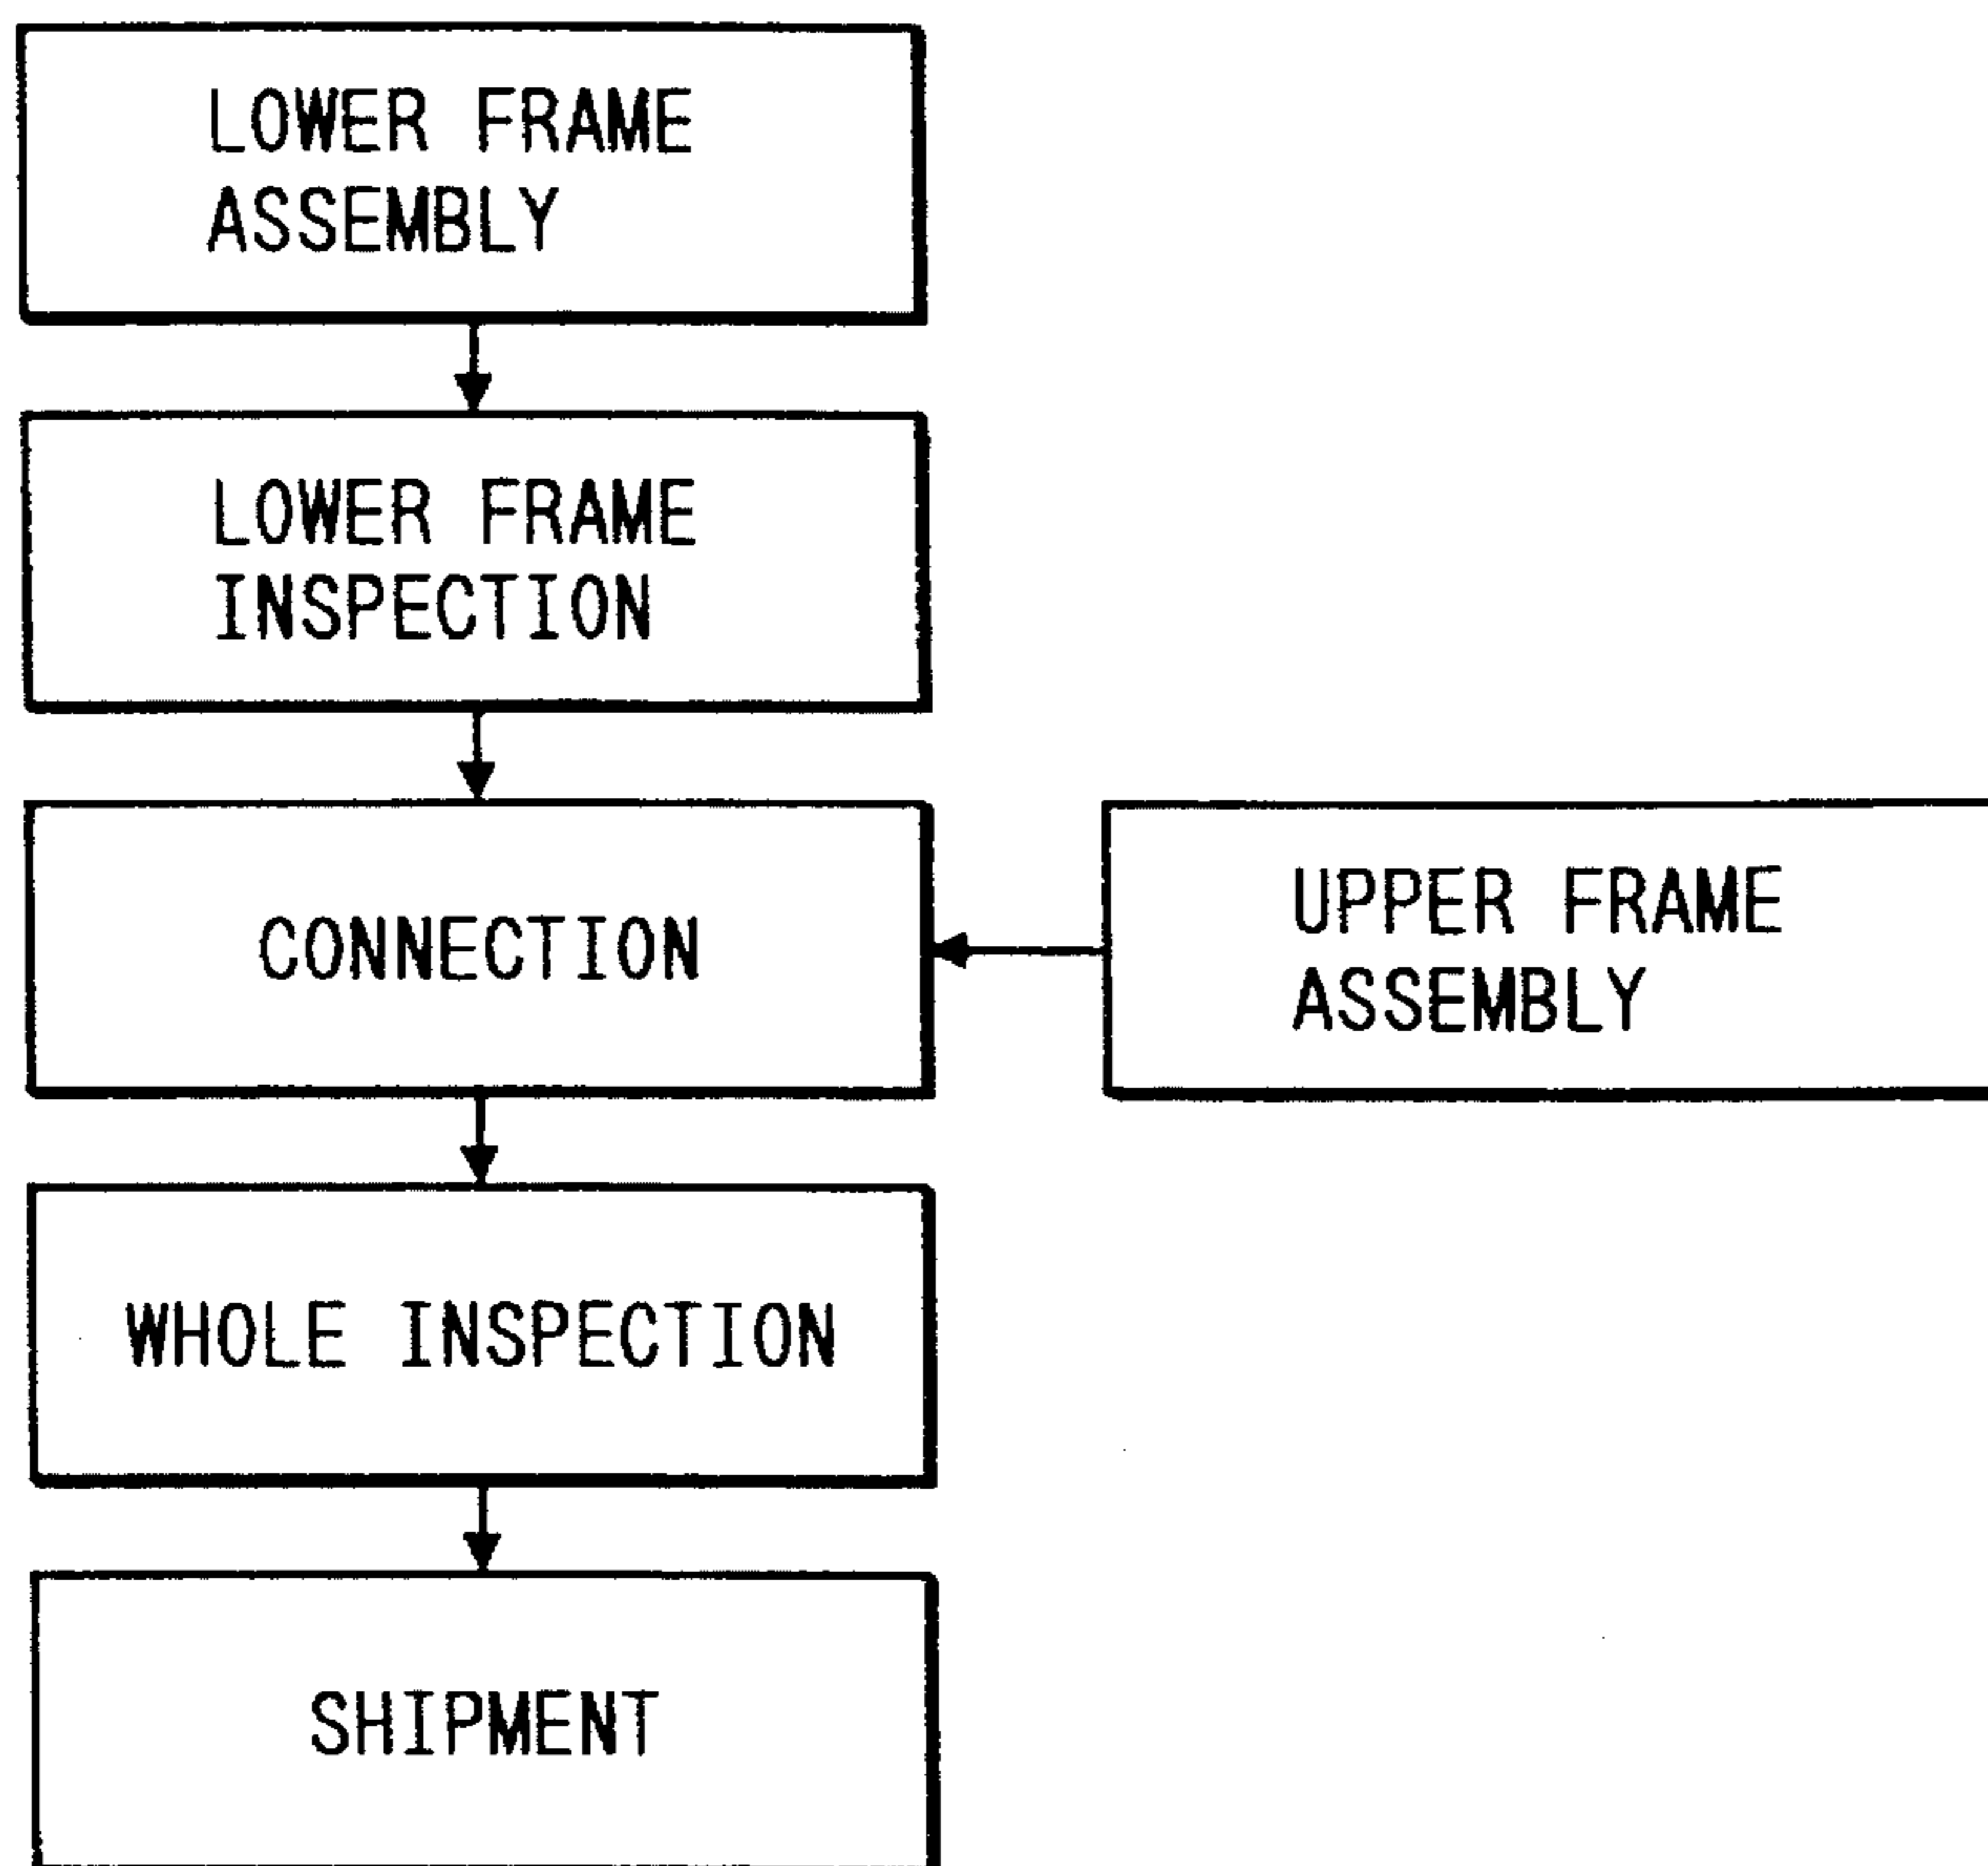 LOWER FRAME
ASSEMBLY
LOWER FRAME
INSPECTION
CONNECTION
UPPER FRAME
ASSEMBLY
WHOLE INSPECTION
SHIPMENT